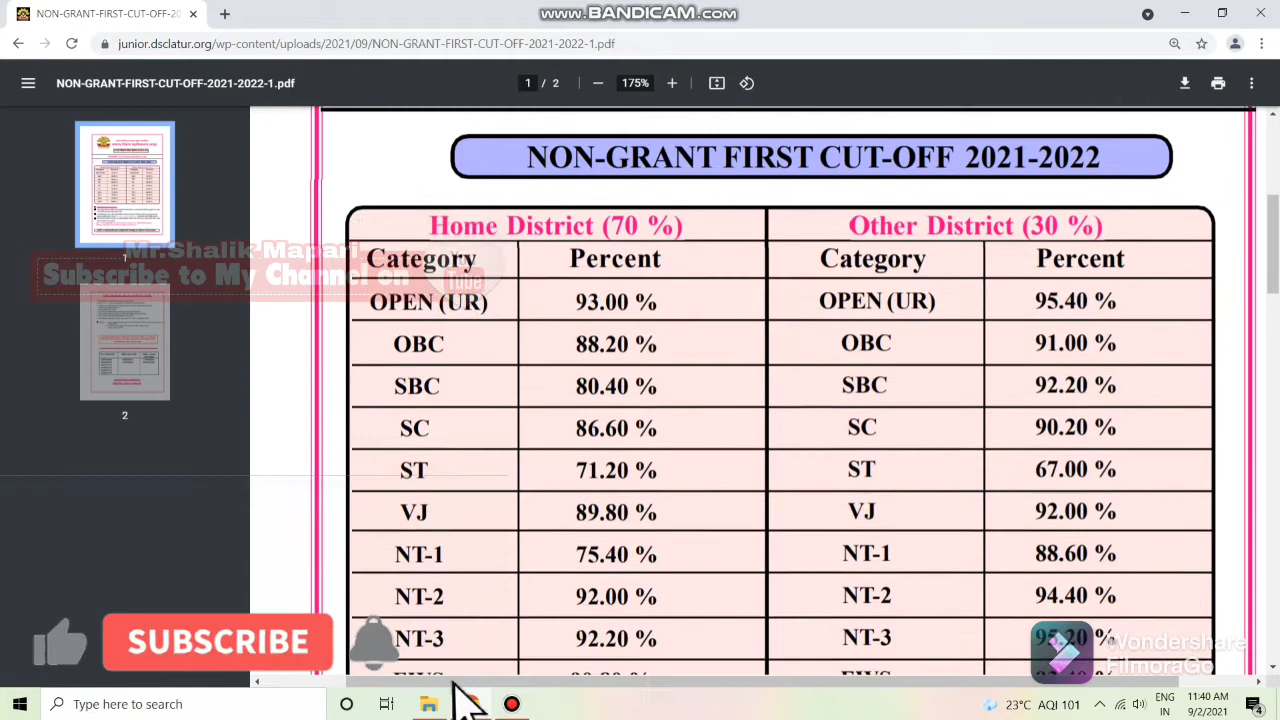 www.BANDICAM.com
NON-GRANT-FIRST-CUT-OFF-20
junior.dsclatur.org/wp-content/uploads/2021/09/NON-GRANT-FIRST-CUT-OFF-2021-2022-1.pdf
NON-GRANT-FIRST-CUT-OFF-2021-2022-1.pdf
1 / 2
175%
NON-GRANT FIRST CUT-OFF 2021-2022
Home District (70 %) Other District (30 %)
Category Percent Category Percent
OPEN (UR) 93.00 % OPEN (UR) 95.40 %
OBC 88.20 % OBC 91.00 %
SBC 80.40 % SBC 92.20 %
SC 86.60 % SC 90.20 %
ST 71.20 % ST 67.00 %
VJ 89.80 % VJ 92.00 %
NT-1 75.40 % NT-1 88.60 %
NT-2 92.00 % NT-2 94.40 %
NT-3 92.20 % NT-3 95.20 %
1
2
Mr.Shalik Mapari.
Subscribe to My Channel on
You Tube
SUBSCRIBE
Wondershare
FilmoraGo
Type here to search
23°C AQI 101
ENG
IN
11:40 AM
9/2/2021
4